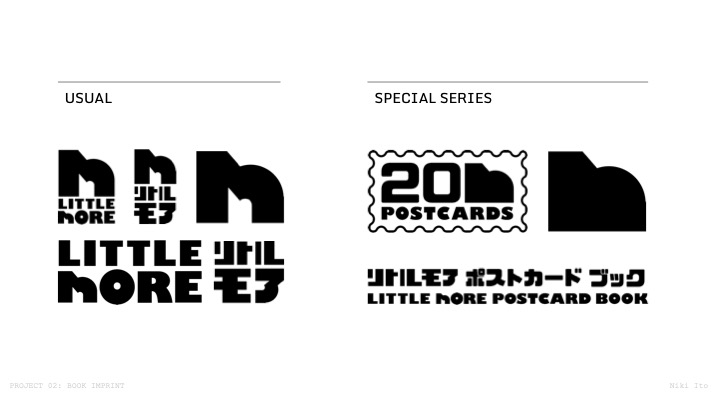 USUAL
LITTLE
MORE
リトル
モア
LITTLE リトル
MORE モア
SPECIAL SERIES
20
POSTCARDS
リトルモア ポストカード ブック
LITTLE MORE POSTCARD BOOK
PROJECT 02: BOOK IMPRINT
Niki Ito